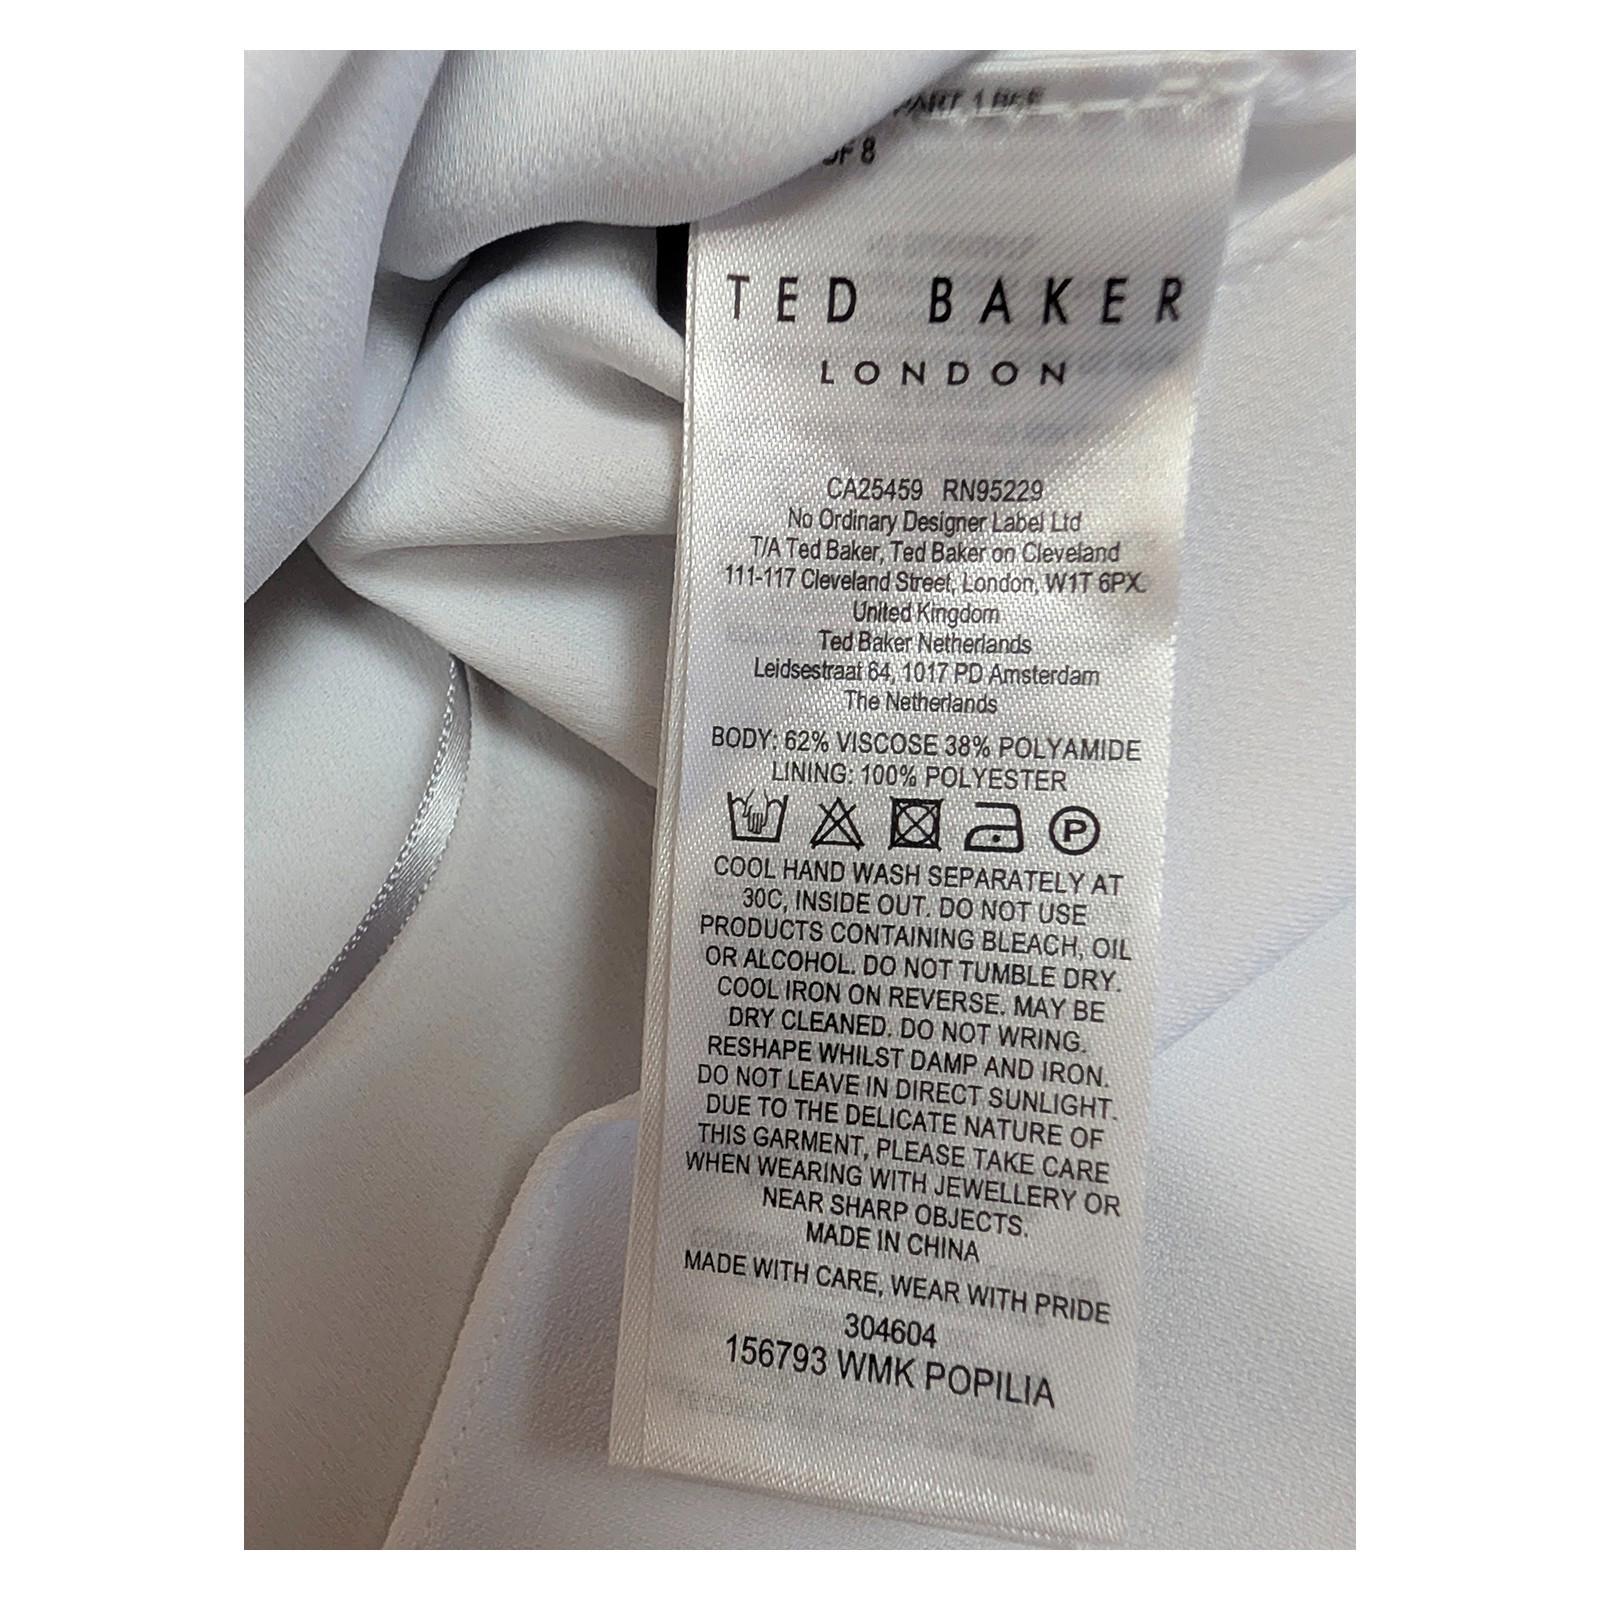 PART 1 REF
OF 8
TED BAKER
LONDON
CA25459 RN95229
No Ordinary Designer Label Ltd
T/A Ted Baker, Ted Baker on Cleveland
111-117 Cleveland Street, London, W1T 6PX.
United Kingdom
Ted Baker Netherlands
Leidsestraat 64, 1017 PD Amsterdam
The Netherlands
BODY: 62% VISCOSE 38% POLYAMIDE
LINING: 100% POLYESTER
P
COOL HAND WASH SEPARATELY AT
30C, INSIDE OUT. DO NOT USE
PRODUCTS CONTAINING BLEACH, OIL
OR ALCOHOL. DO NOT TUMBLE DRY.
COOL IRON ON REVERSE. MAY BE
DRY CLEANED. DO NOT WRING.
RESHAPE WHILST DAMP AND IRON.
DO NOT LEAVE IN DIRECT SUNLIGHT.
DUE TO THE DELICATE NATURE OF
THIS GARMENT, PLEASE TAKE CARE
WHEN WEARING WITH JEWELLERY OR
NEAR SHARP OBJECTS.
MADE IN CHINA
MADE WITH CARE, WEAR WITH PRIDE
304604
156793 WMK POPILIA